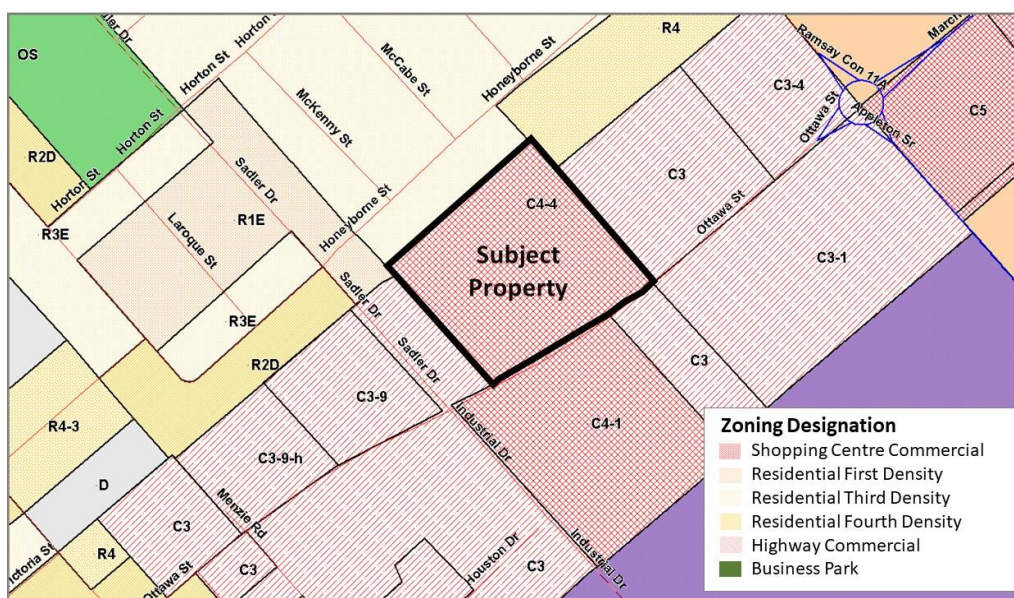 OS
Horton St
Horton St
McCabe St
Honeyborne St
R4
Ramsay Con 11A
March
C3-4
Ottawa St
Appleton Sr
C5
McKenny St
Horton St
R2D
Horton St
Sadler Dr
C3
C4-4
Ottawa St
R3E
R1E
Laroque St
Honeyborne St
Subject
Property
C3-1
Sadler Dr
R3E
R2D
Sadler Dr
C3
C3-9
R4-3
C4-1
Industrial Dr
C3-9-h
D
Menzie Rd
C3
R4
Ottawa St
C3
Houston Dr
C3
Industrial Dr
Zoning Designation
Shopping Centre Commercial
Residential First Density
Residential Third Density
Residential Fourth Density
Highway Commercial
Business Park